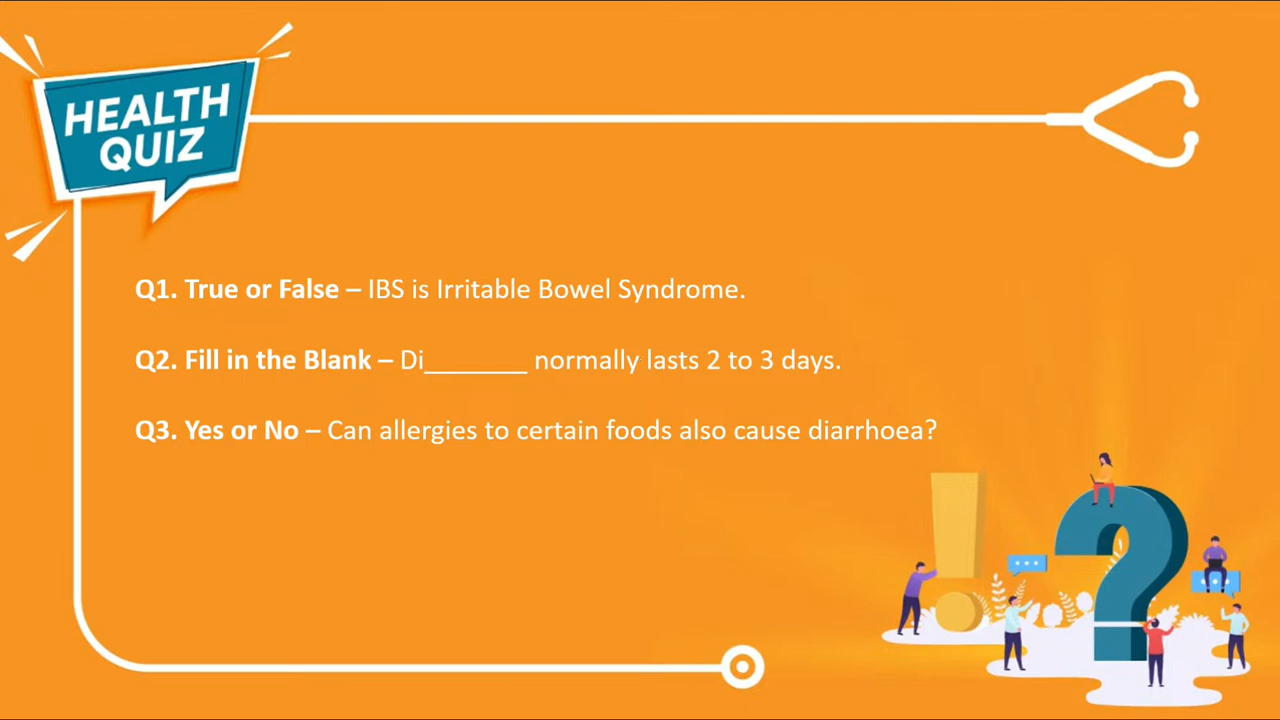 HEALTH
QUIZ
Q1. True or False – IBS is Irritable Bowel Syndrome.
Q2. Fill in the Blank – Di_______ normally lasts 2 to 3 days.
Q3. Yes or No – Can allergies to certain foods also cause diarrhoea?